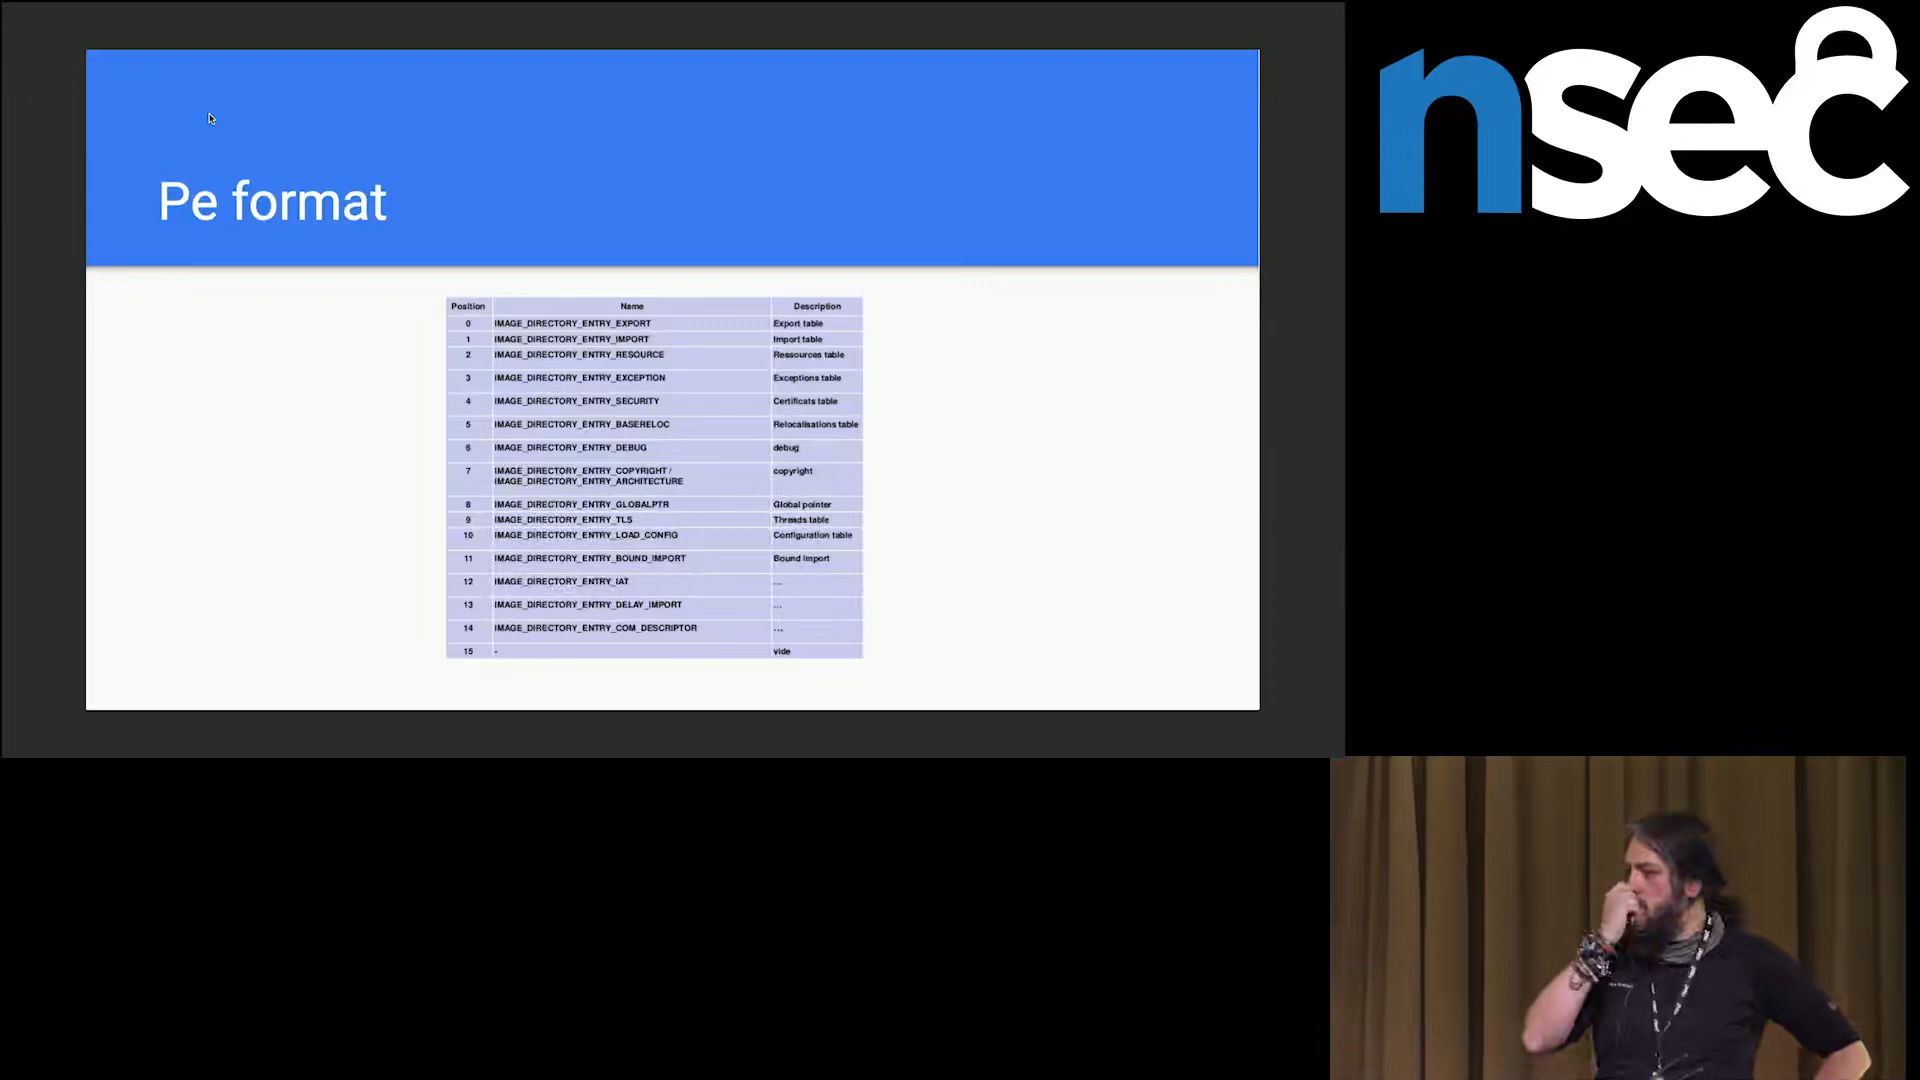 nsec
Pe format
Position Name Description
0 IMAGE_DIRECTORY_ENTRY_EXPORT Export table
1 IMAGE_DIRECTORY_ENTRY_IMPORT Import table
2 IMAGE_DIRECTORY_ENTRY_RESOURCE Ressources table
3 IMAGE_DIRECTORY_ENTRY_EXCEPTION Exceptions table
4 IMAGE_DIRECTORY_ENTRY_SECURITY Certificats table
5 IMAGE_DIRECTORY_ENTRY_BASERELOC Relocalisations table
6 IMAGE_DIRECTORY_ENTRY_DEBUG debug
7 IMAGE_DIRECTORY_ENTRY_COPYRIGHT / copyright
IMAGE_DIRECTORY_ENTRY_ARCHITECTURE
8 IMAGE_DIRECTORY_ENTRY_GLOBALPTR Global pointer
9 IMAGE_DIRECTORY_ENTRY_TLS Threads table
10 IMAGE_DIRECTORY_ENTRY_LOAD_CONFIG Configuration table
11 IMAGE_DIRECTORY_ENTRY_BOUND_IMPORT Bound Import
12 IMAGE_DIRECTORY_ENTRY_IAT ...
13 IMAGE_DIRECTORY_ENTRY_DELAY_IMPORT ...
14 IMAGE_DIRECTORY_ENTRY_COM_DESCRIPTOR ...
15 - vide